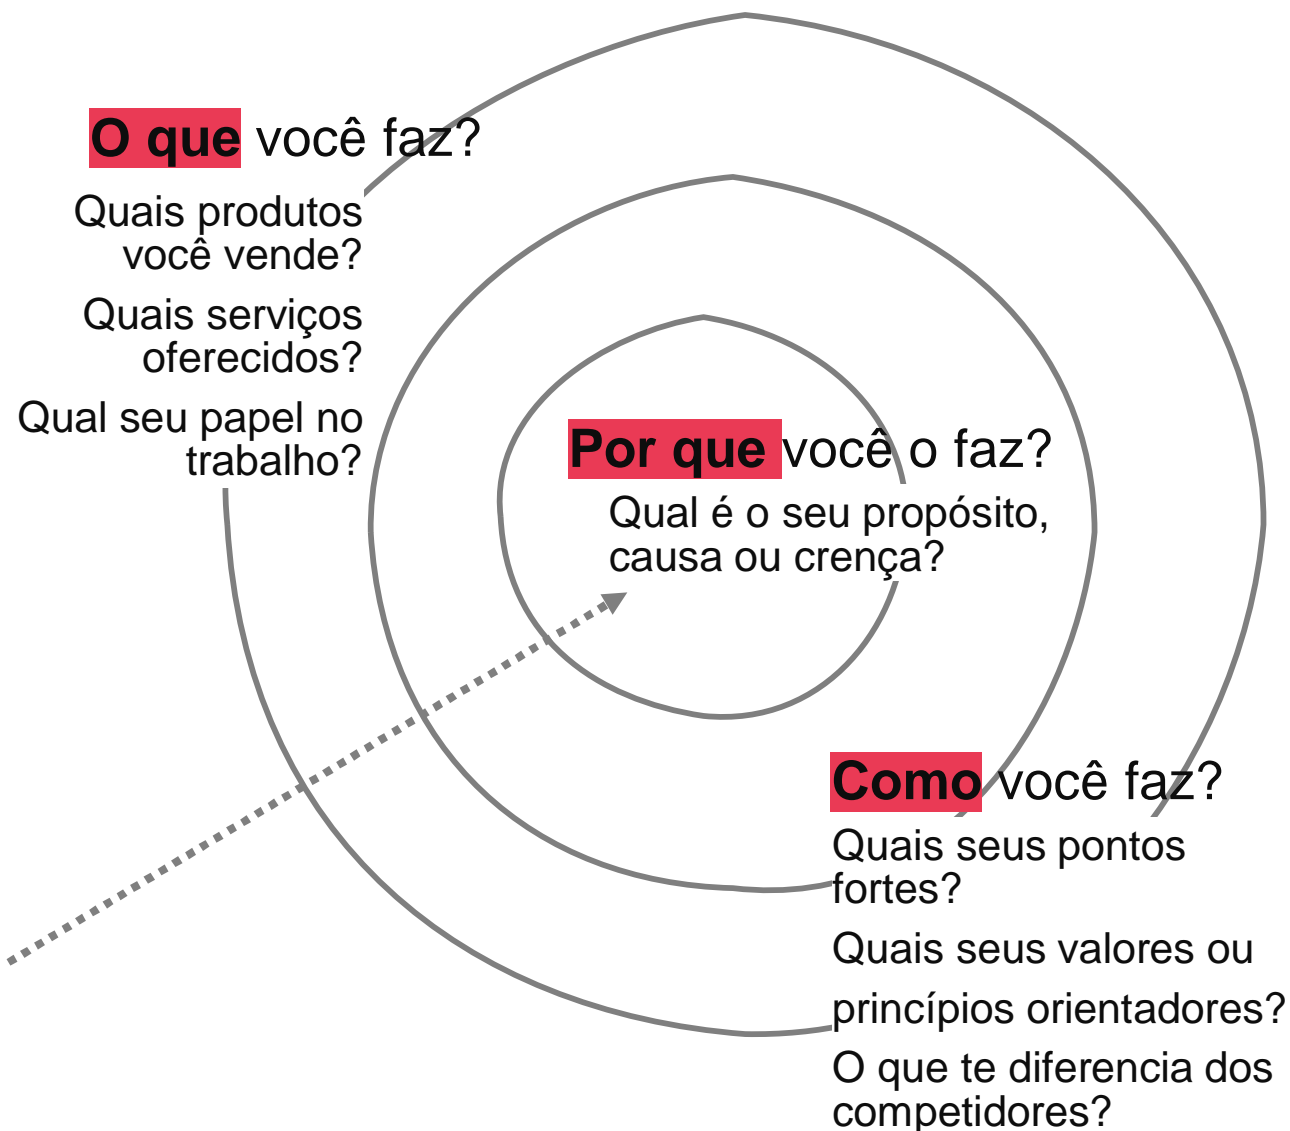 O que você faz?
Quais produtos
você vende?
Quais serviços
oferecidos?
Qual seu papel no
trabalho?
Por que você o faz?
Qual é o seu propósito,
causa ou crença?
Como você faz?
Quais seus pontos
fortes?
Quais seus valores ou
princípios orientadores?
O que te diferencia dos
competidores?